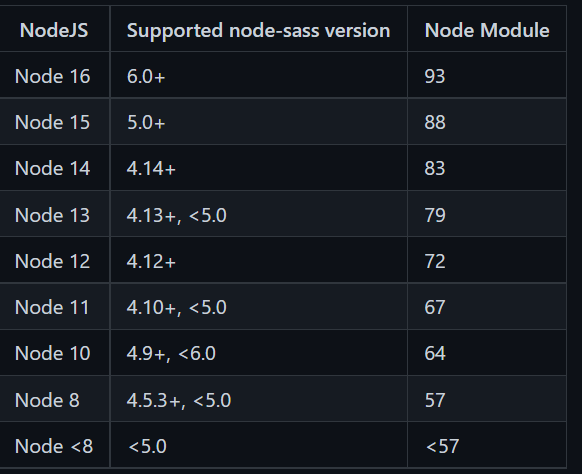 NodeJS Supported node-sass version Node Module
Node 16 6.0+ 93
Node 15 5.0+ 88
Node 14 4.14+ 83
Node 13 4.13+, <5.0 79
Node 12 4.12+ 72
Node 11 4.10+, <5.0 67
Node 10 4.9+, <6.0 64
Node 8 4.5.3+, <5.0 57
Node <8 <5.0 <57